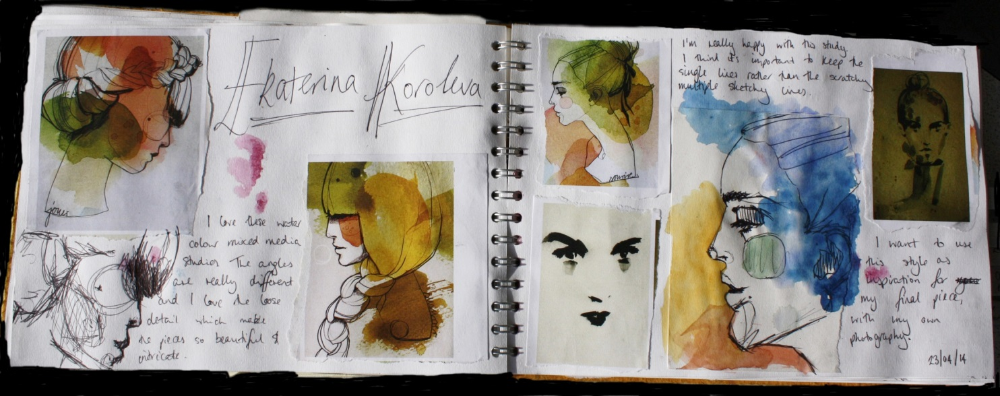 Ekaterina Koroleva
jour
I love these water
colour mixed media
studies The angles
are really different
and I love the loose
detail which make
the pieces so beautiful &
intricate.
sourire
I'm really happy with this study.
I think it's important to keep the
single lines rather than the scratchy
multiple sketchy lines.
I want to use
this style as
inspiration for
my final piece,
with my own
photography.
23/04/14